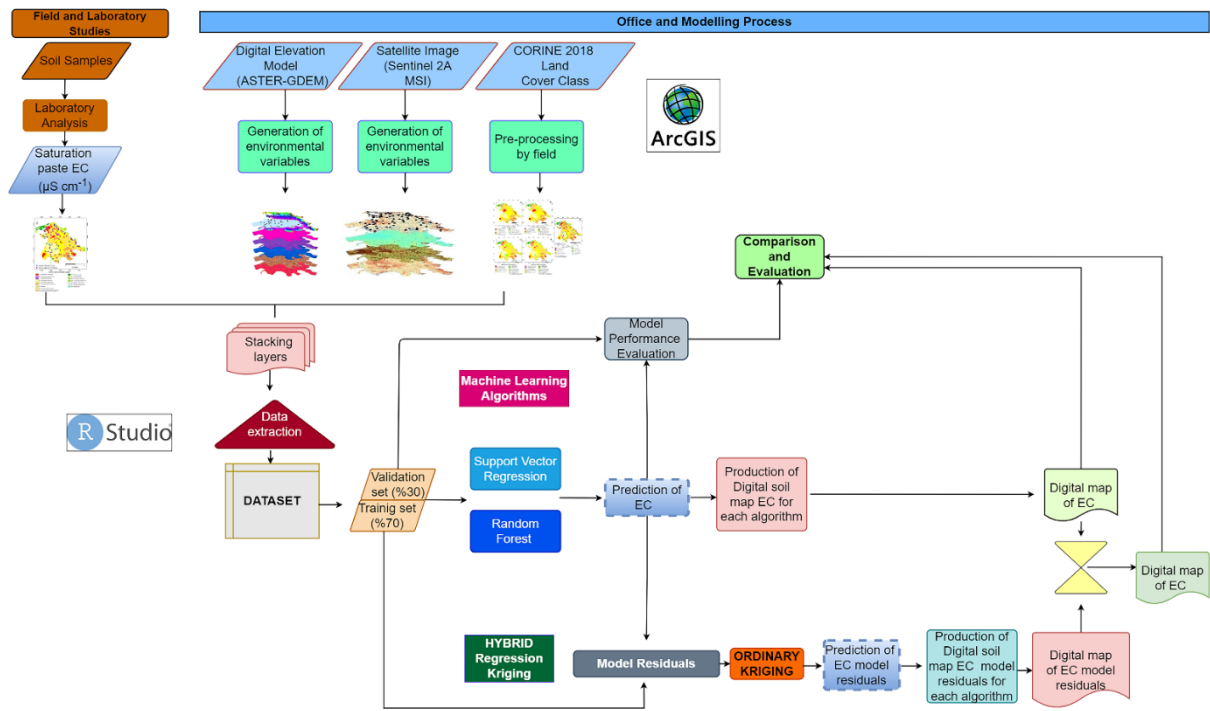 Field and Laboratory
Studies
Office and Modelling Process
Soil Samples
Laboratory
Analysis
Saturation
paste EC
(µS cm-1)
Digital Elevation
Model
(ASTER-GDEM)
Satellite Image
(Sentinel 2A
MSI)
CORINE 2018
Land
Cover Class
Generation of
environmental
variables
Generation of
environmental
variables
Pre-processing
by field
ArcGIS
Comparison
and
Evaluation
Stacking
layers
Model
Performance
Evaluation
Machine Learning
Algorithms
R Studio
Data
extraction
DATASET
Validation
set (%30)
Trainig set
(%70)
Support Vector
Regression
Random
Forest
Prediction of
EC
Production of
Digital soil
map EC for
each algorithm
Digital map
of EC
Digital map
of EC
HYBRID
Regression
Kriging
Model Residuals
ORDINARY
KRIGING
Prediction of
EC model
residuals
Production of
Digital soil
map EC model
residuals for
each algorithm
Digital map
of EC model
residuals